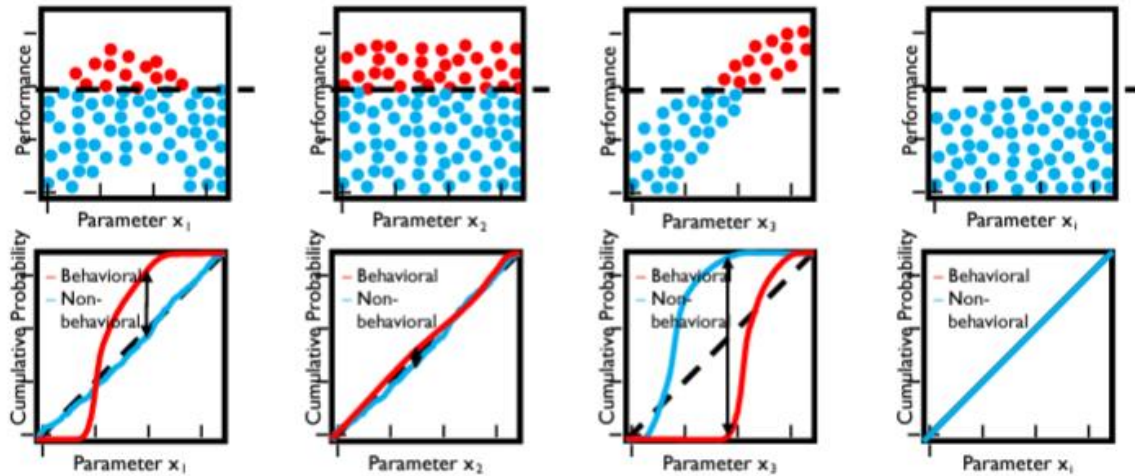 Performance
Parameter x₁
Performance
Parameter x₂
Performance
Parameter x₃
Performance
Parameter xᵢ
Cumulative Probability
Behavioral
Non-
behavioral
Parameter x₁
Cumulative Probability
Behavioral
Non-
behavioral
Parameter x₂
Cumulative Probability
Behavioral
Non-
behavioral
Parameter x₃
Cumulative Probability
Behavioral
Non-
behavioral
Parameter xᵢ